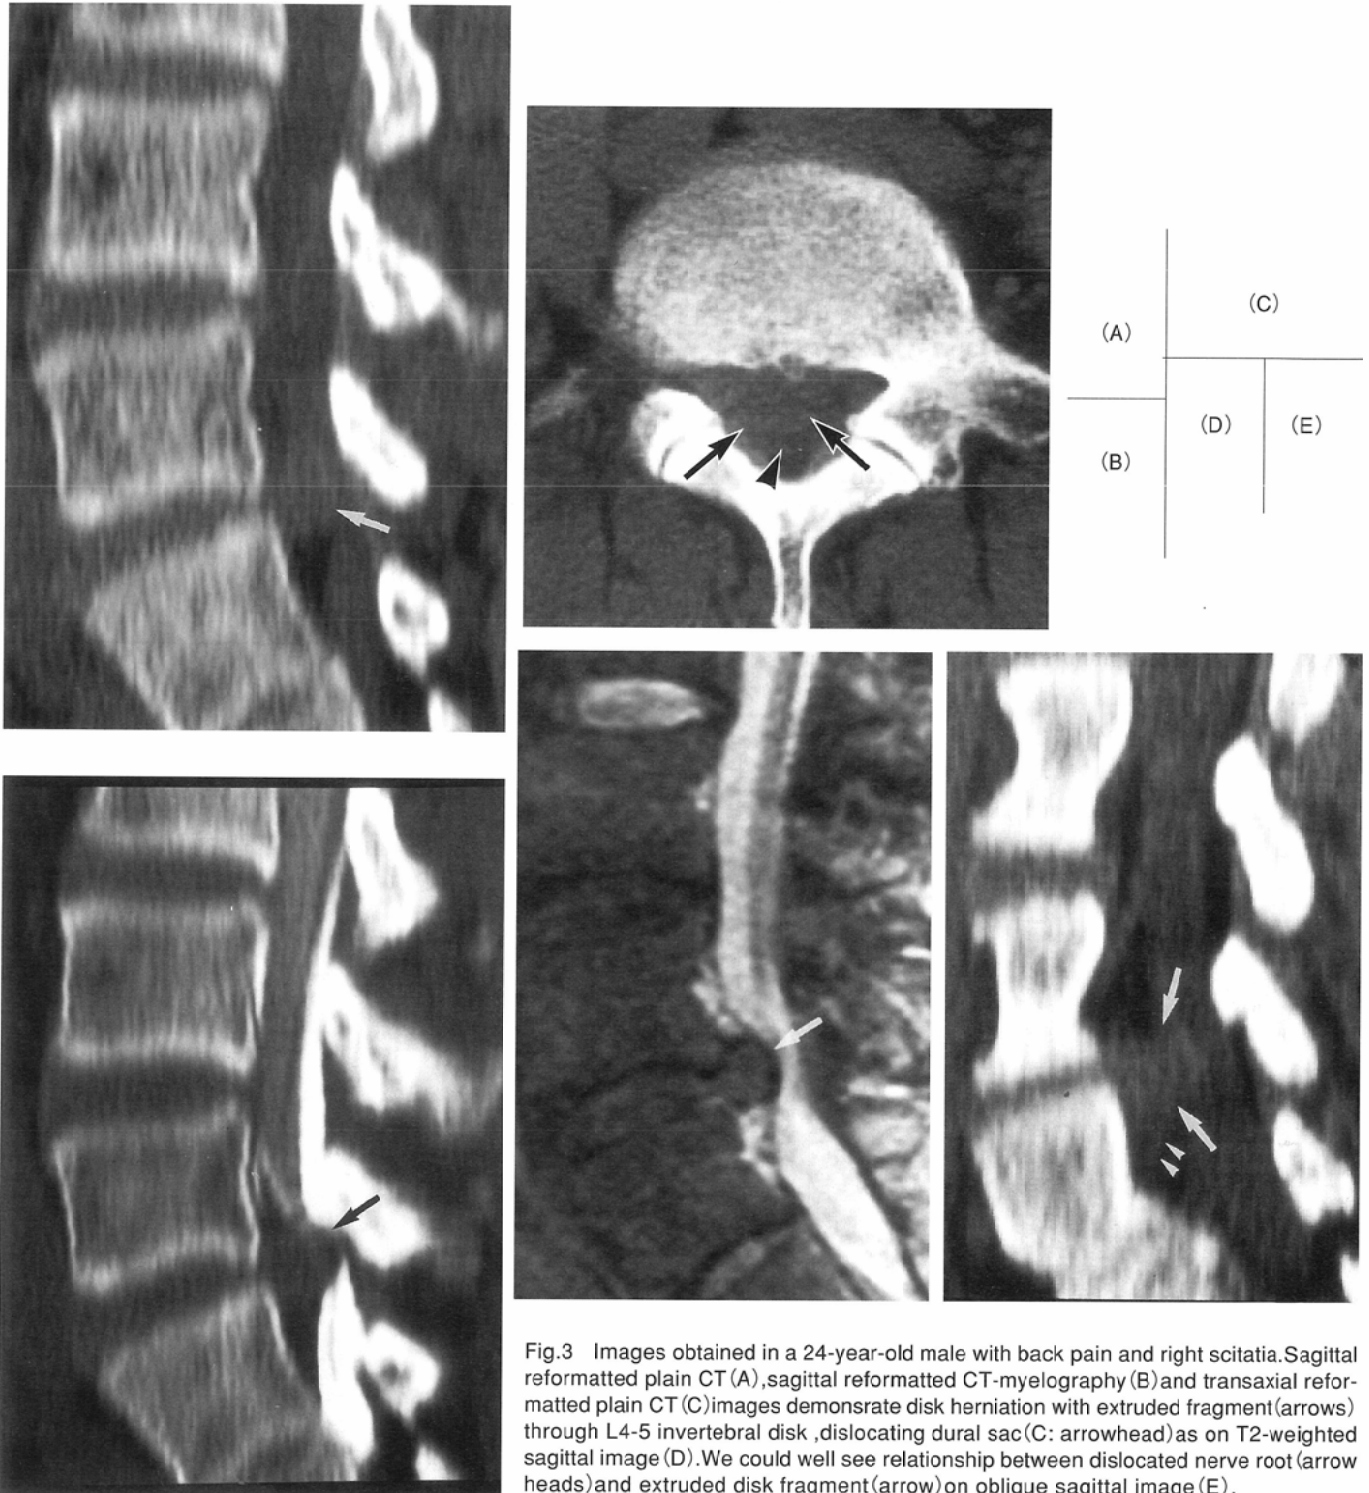 (A)
(B)
(C)
(D)
(E)
Fig.3 Images obtained in a 24-year-old male with back pain and right scitatia.Sagittal
reformatted plain CT(A),sagittal reformatted CT-myelography(B)and transaxial refor-
matted plain CT(C)images demonsrate disk herniation with extruded fragment(arrows)
through L4-5 invertebral disk ,dislocating dural sac(C: arrowhead)as on T2-weighted
sagittal image(D).We could well see relationship between dislocated nerve root(arrow
heads)and extruded disk fragment(arrow)on oblique sagittal image(E).